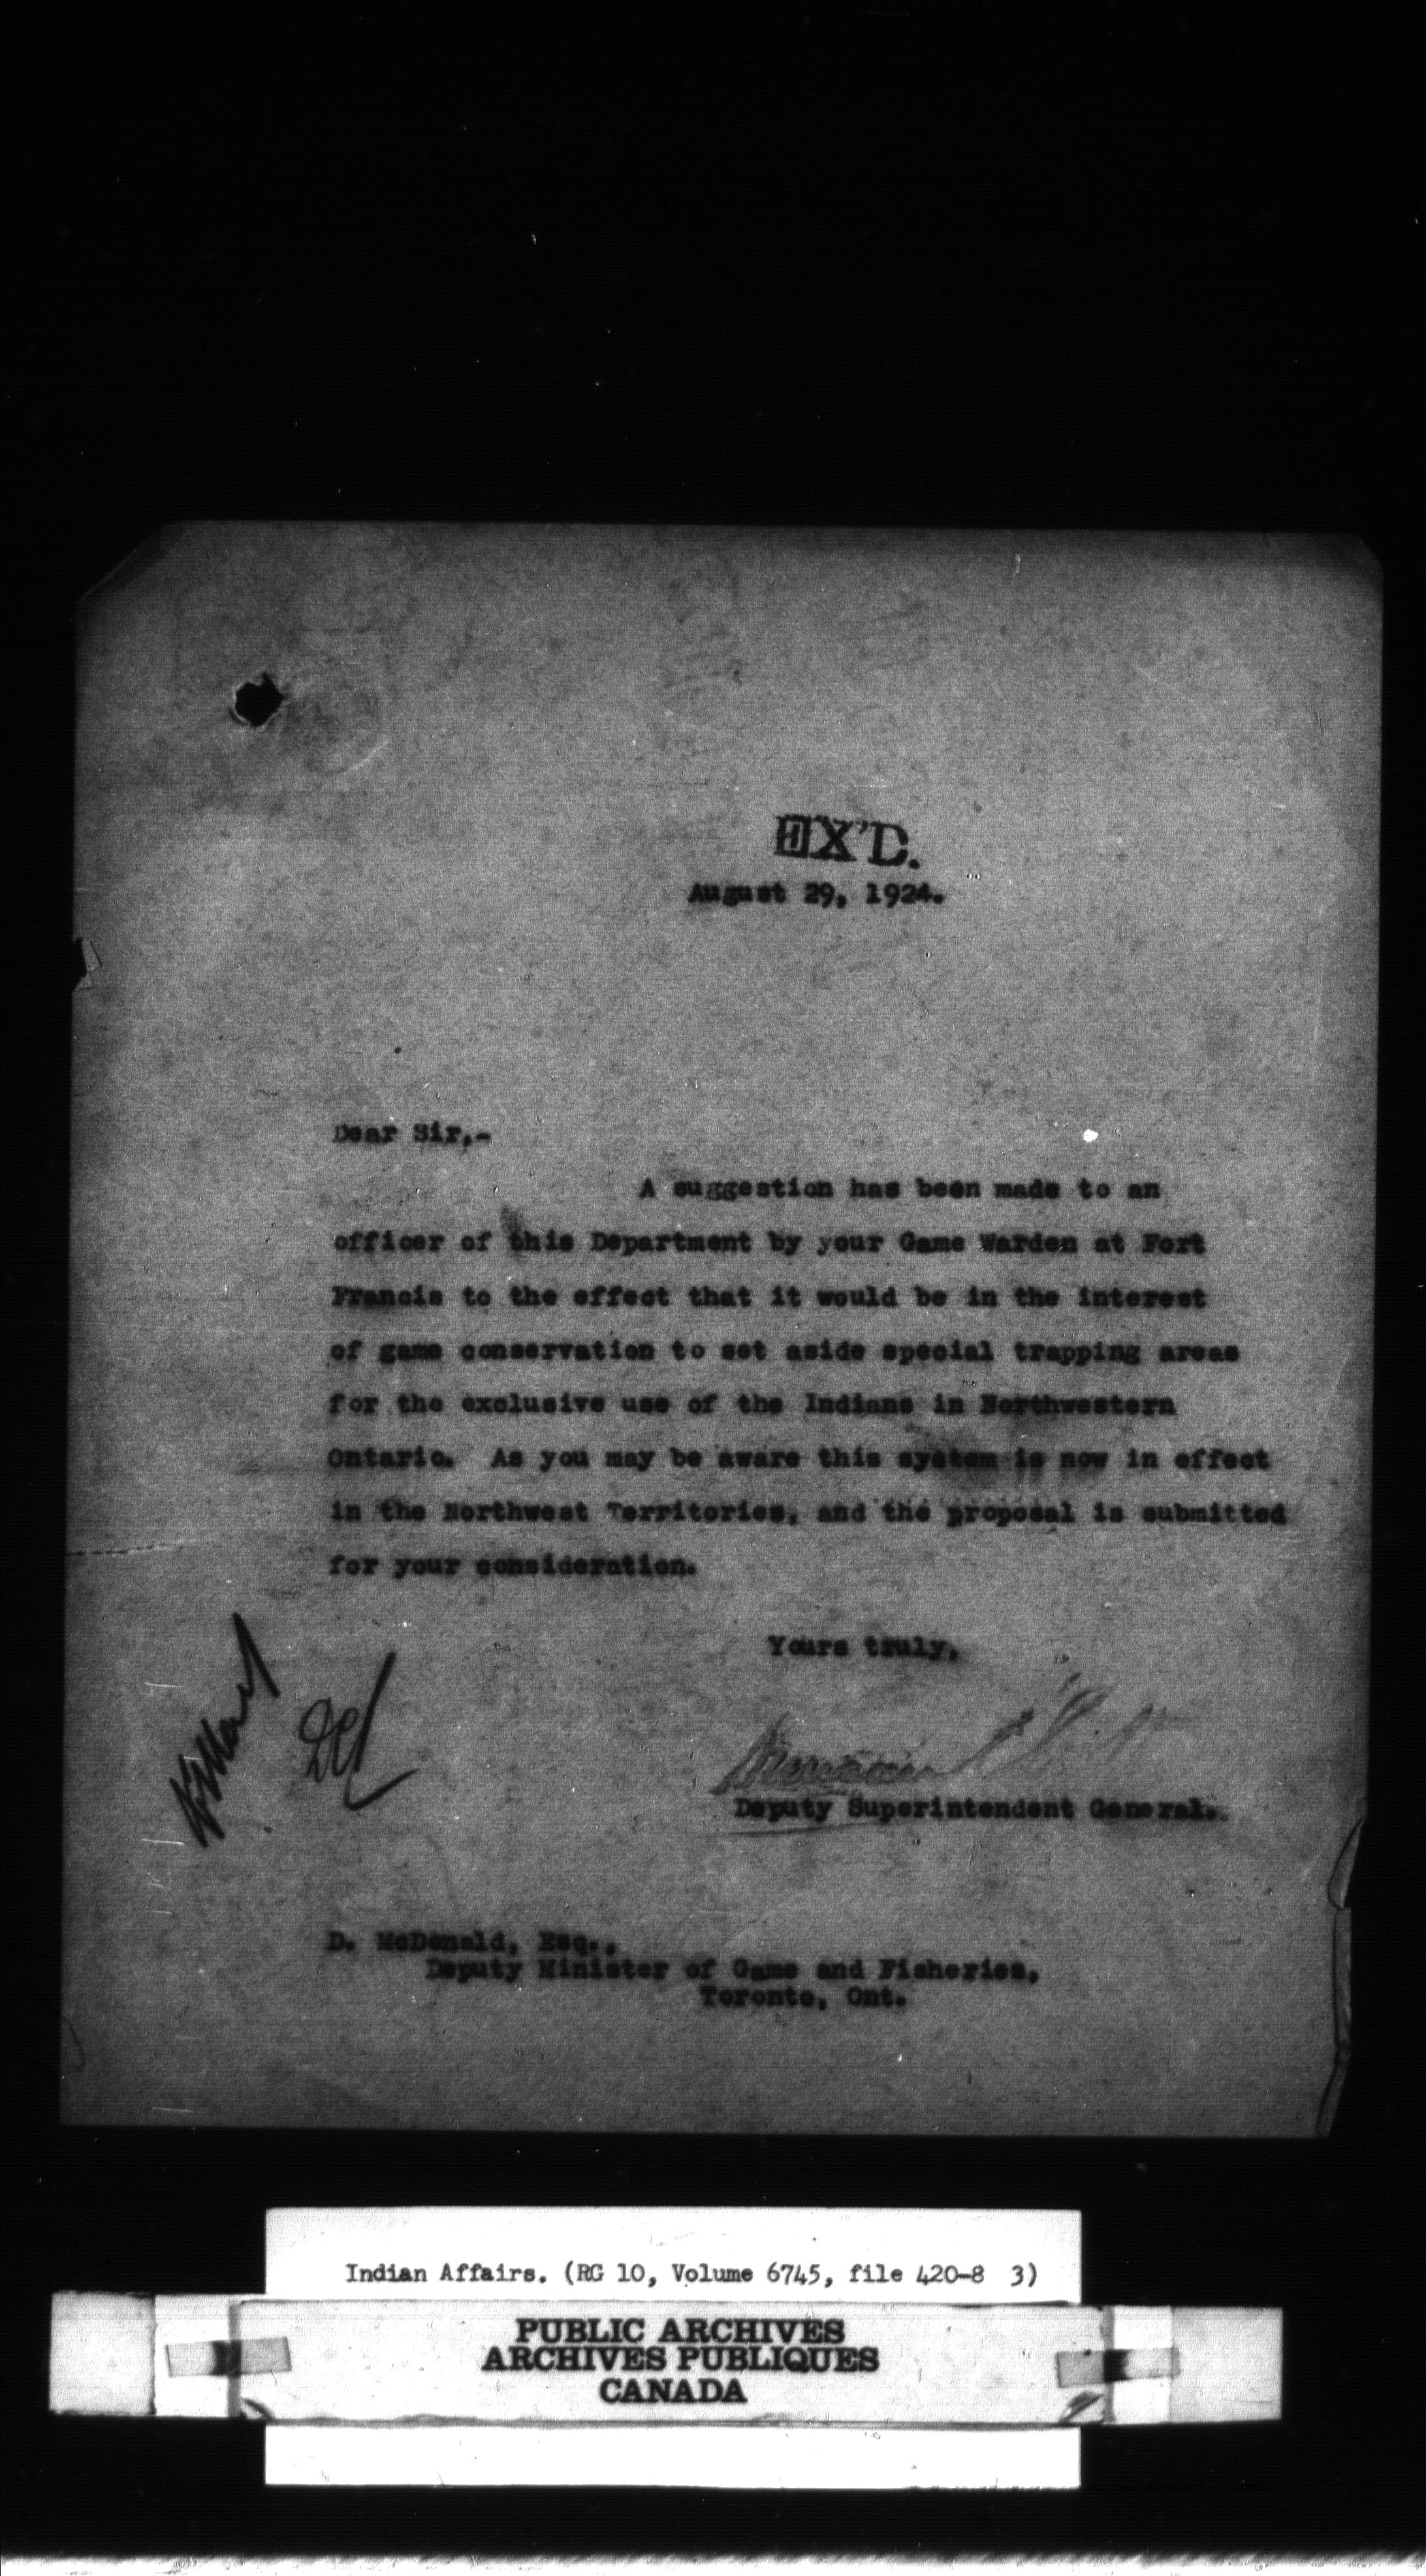 EX'D.
August 29, 1924.
Dear Sir,-
A suggestion has been made to an
officer of this Department by your Game Warden at Fort
Francis to the effect that it would be in the interest
of game conservation to set aside special trapping areas
for the exclusive use of the Indians in Northwestern
Ontario. As you may be aware this system is now in effect
in the Northwest Territories, and the proposal is submitted
for your consideration.
Yours truly,
Duncan
Deputy Superintendent General.
D. McDonald, Esq.,
Deputy Minister of Game and Fisheries,
Toronto, Ont.
Indian Affairs. (RG 10, Volume 6745, file 420-8 3)
PUBLIC ARCHIVES
ARCHIVES PUBLIQUES
CANADA